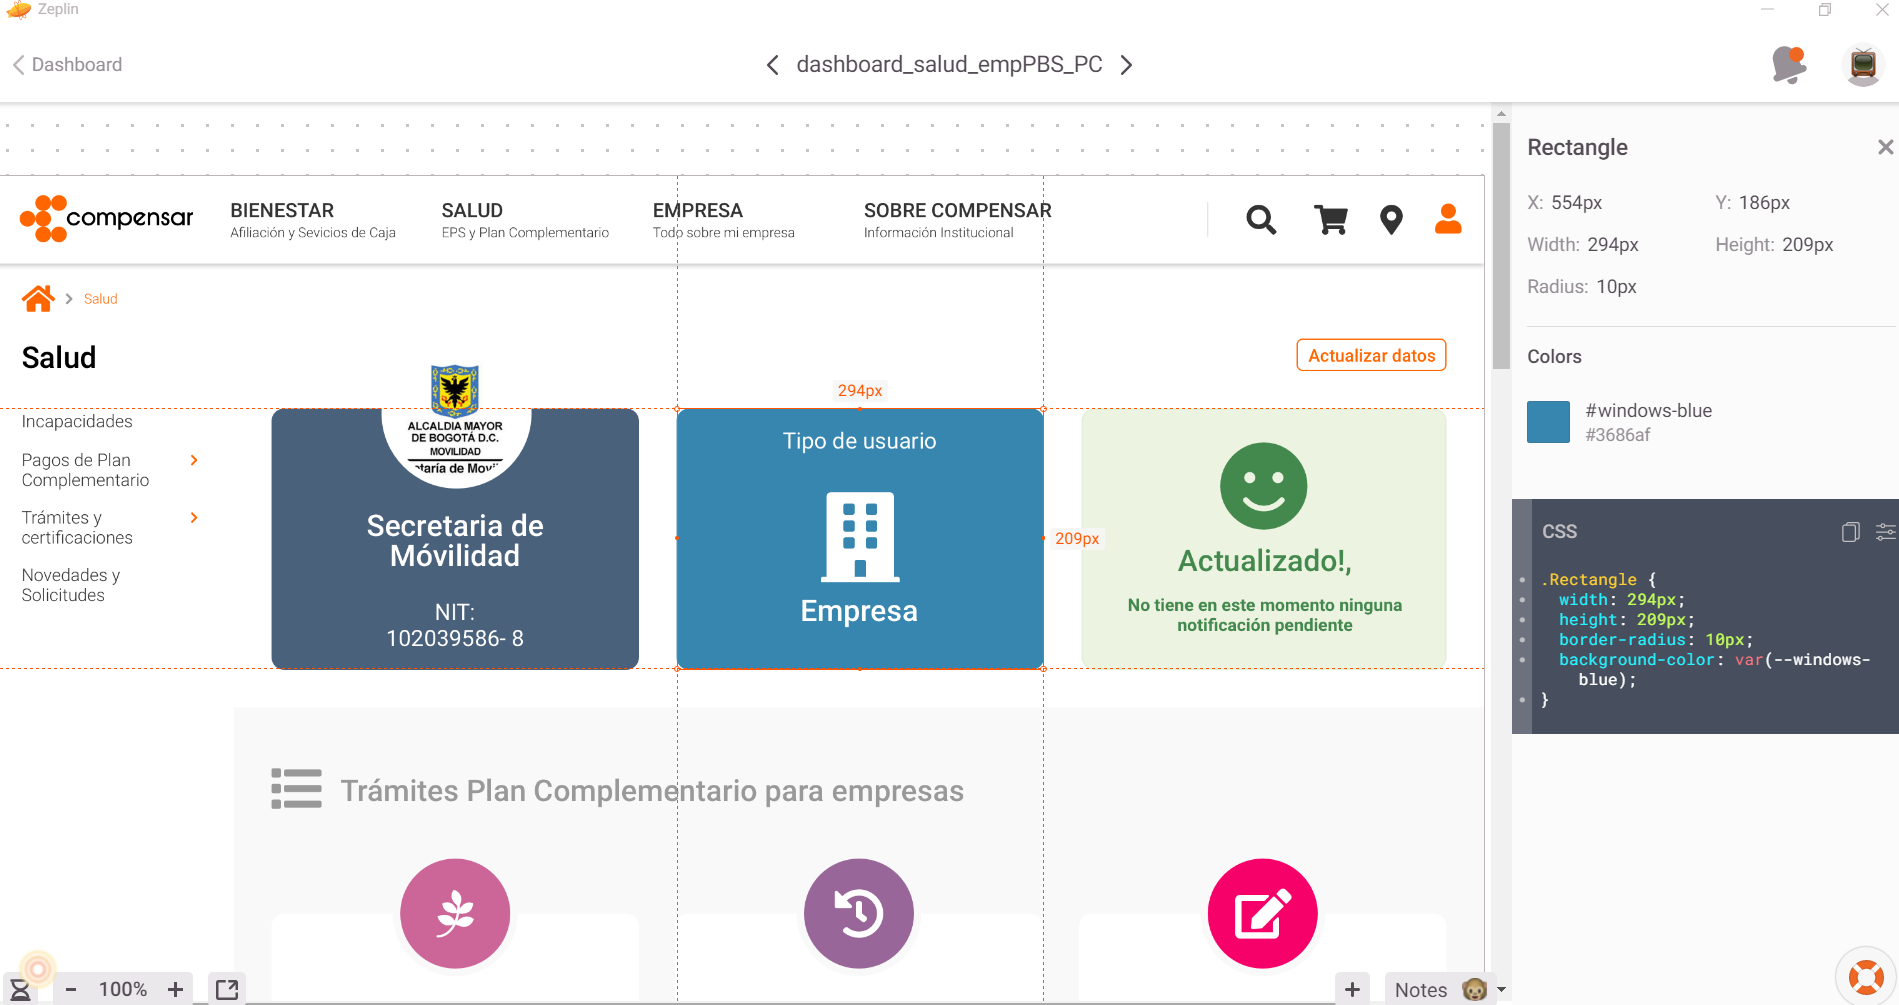 Zeplin
Dashboard
dashboard_salud_empPBS_PC
compensar
BIENESTAR
Afiliación y Sevicios de Caja
SALUD
EPS y Plan Complementario
EMPRESA
Todo sobre mi empresa
SOBRE COMPENSAR
Información Institucional
Salud
Salud
Actualizar datos
Incapacidades
Pagos de Plan
Complementario
Trámites y
certificaciones
Novedades y
Solicitudes
ALCALDIA MAYOR
DE BOGOTÁ D.C.
MOVILIDAD
Secretaria de
Móvilidad
NIT:
102039586- 8
294px
Tipo de usuario
Empresa
209px
Actualizado!,
No tiene en este momento ninguna
notificación pendiente
Trámites Plan Complementario para empresas
100%
Notes
Rectangle
X: 554px
Y: 186px
Width: 294px
Height: 209px
Radius: 10px
Colors
#windows-blue
#3686af
CSS
.Rectangle {
width: 294px;
height: 209px;
border-radius: 10px;
background-color: var(--windows-
blue);
}